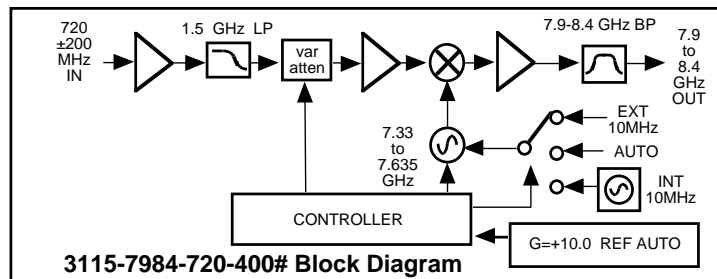 720
±200
MHz
IN
1.5 GHz LP
var
atten
7.9-8.4 GHz BP
7.9
to
8.4
GHz
OUT
7.33
to
7.635
GHz
EXT
10MHz
AUTO
INT
10MHz
CONTROLLER
G=+10.0 REF AUTO
3115-7984-720-400# Block Diagram